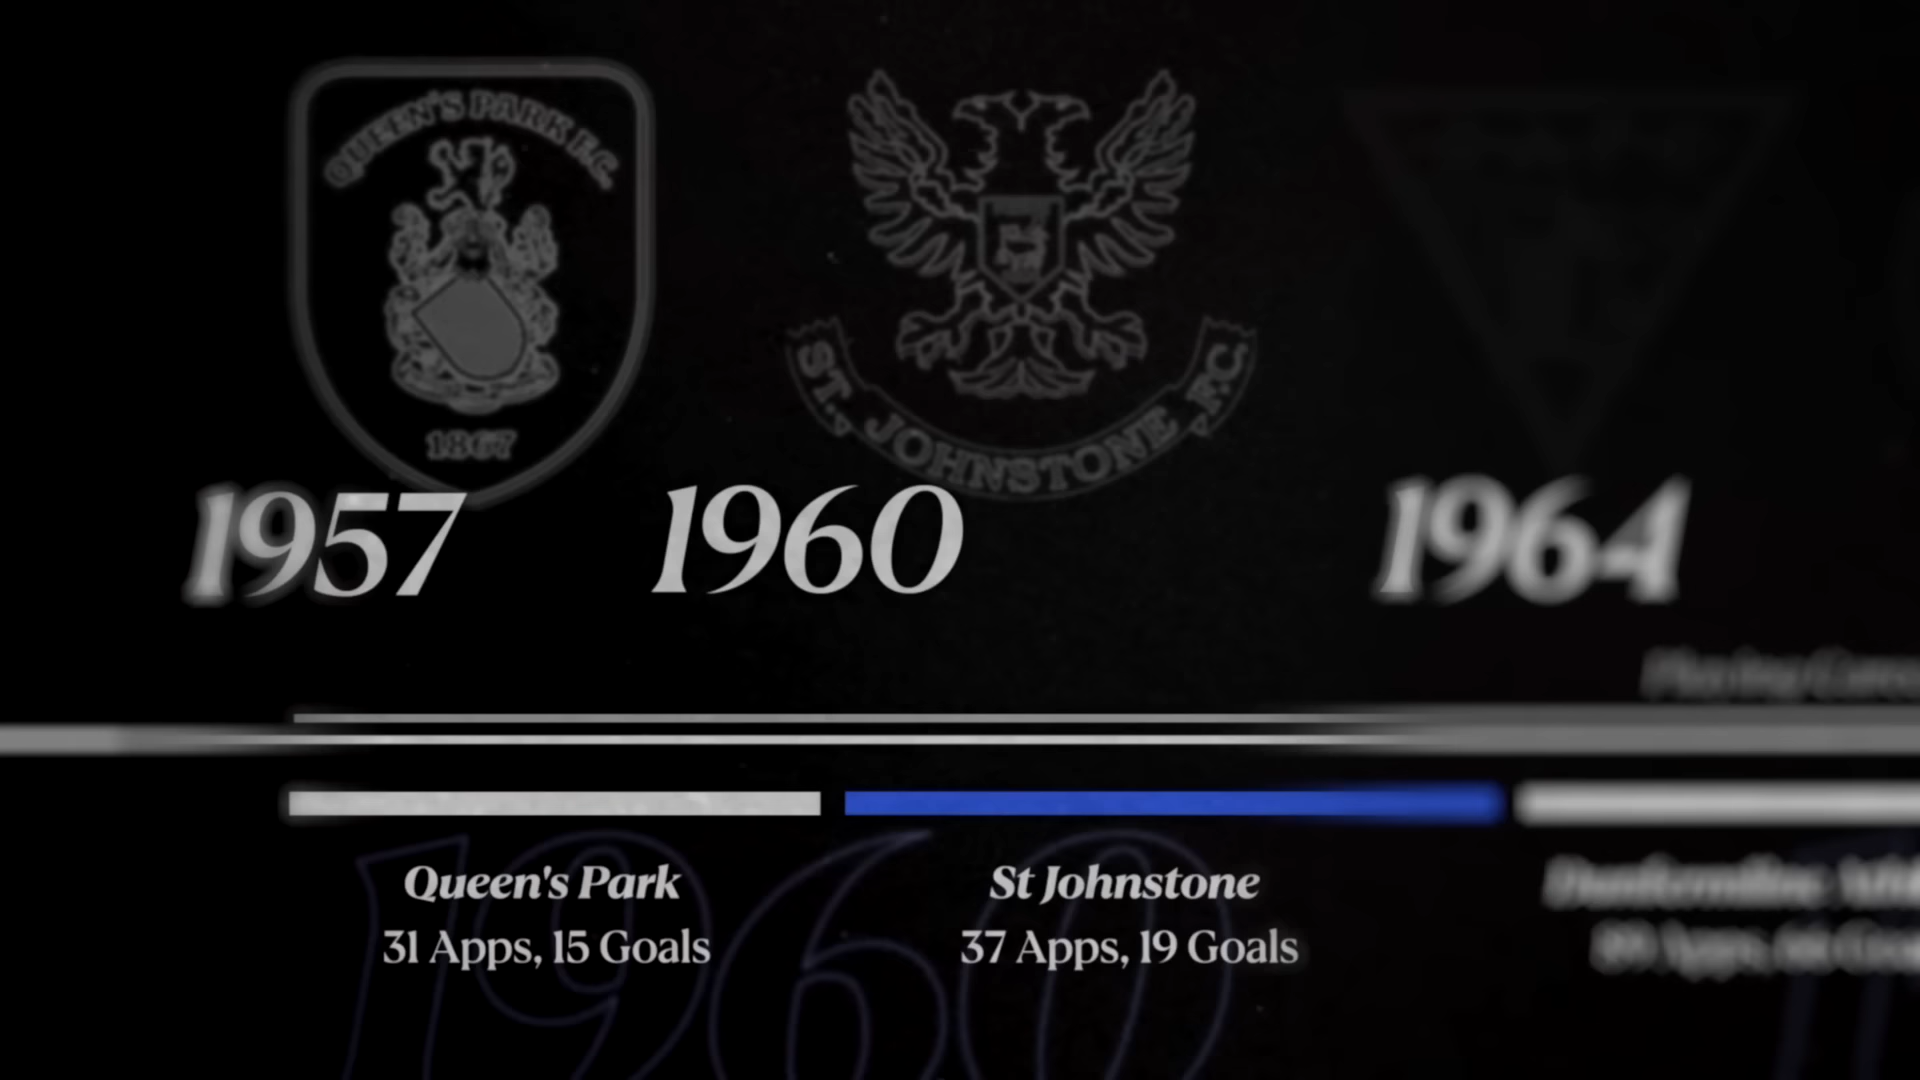 QUEEN'S PARK F.C.
1867
ST. JOHNSTONE F.C.
1957
1960
1964
Queen's Park
31 Apps, 15 Goals
St Johnstone
37 Apps, 19 Goals
1960